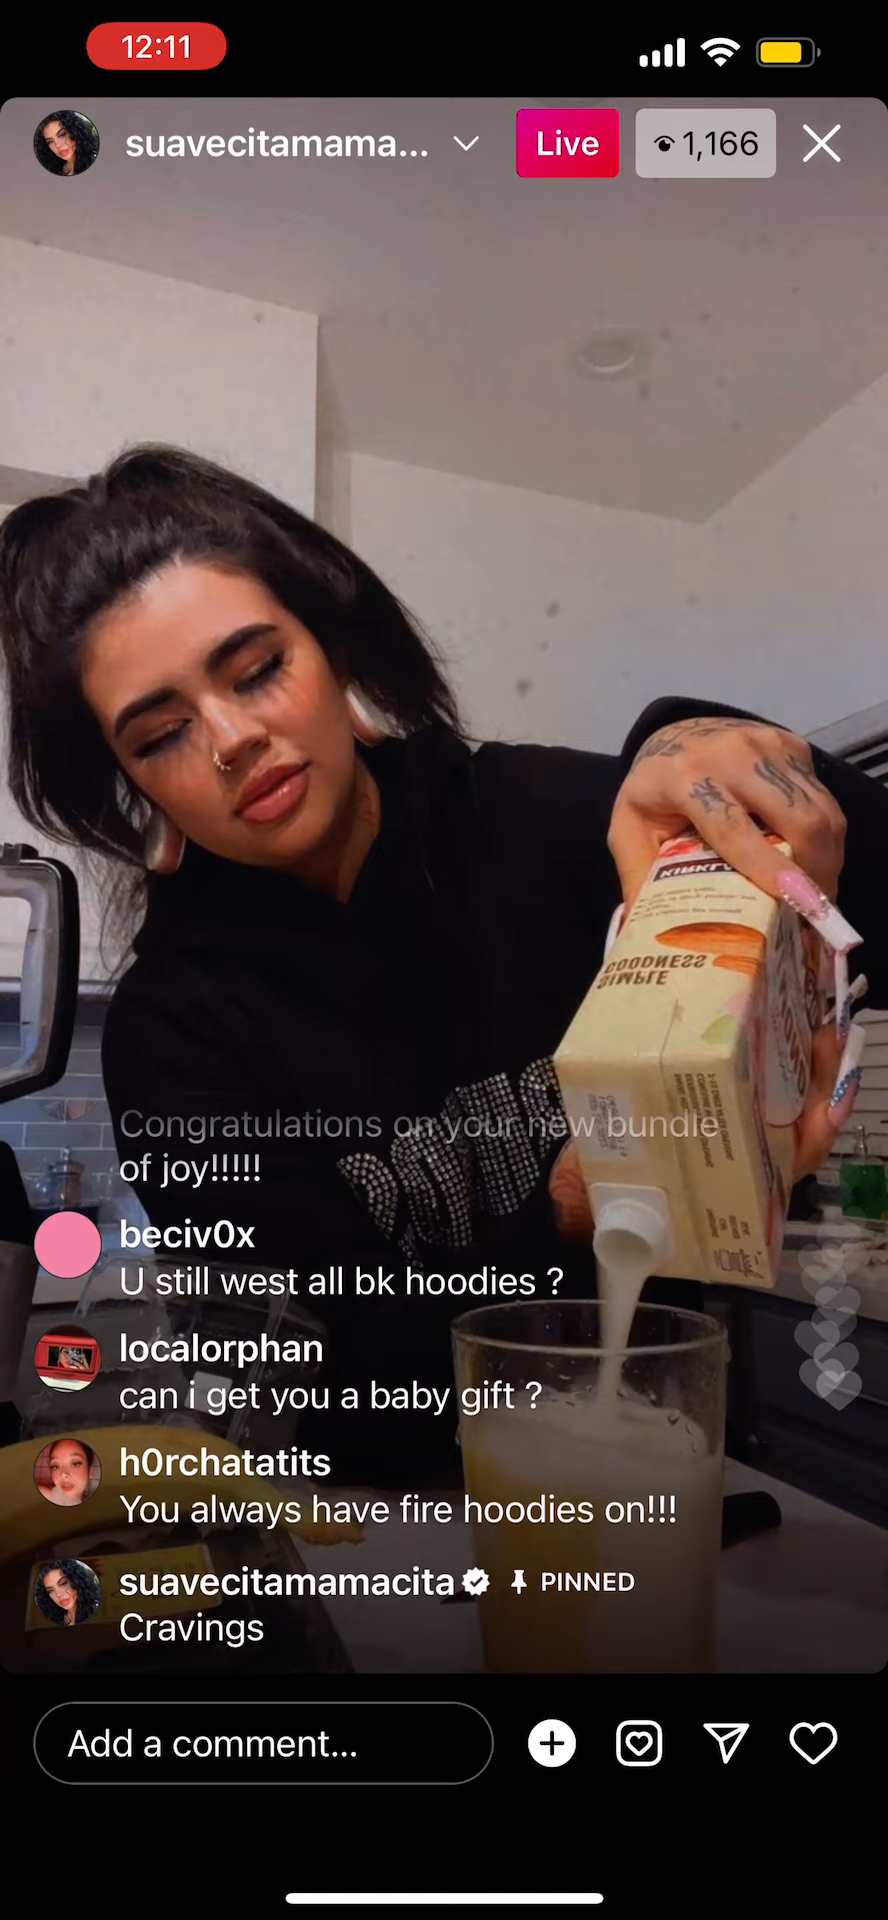 12:11
suavecitamama...
Live
1,166
KIRKLAND
SIMPLE
GOODNESS
Congratulations on your new bundle
of joy!!!!!
beciv0x
U still west all bk hoodies ?
localorphan
can i get you a baby gift ?
h0rchatatits
You always have fire hoodies on!!!
suavecitamamacita PINNED
Cravings
Add a comment...